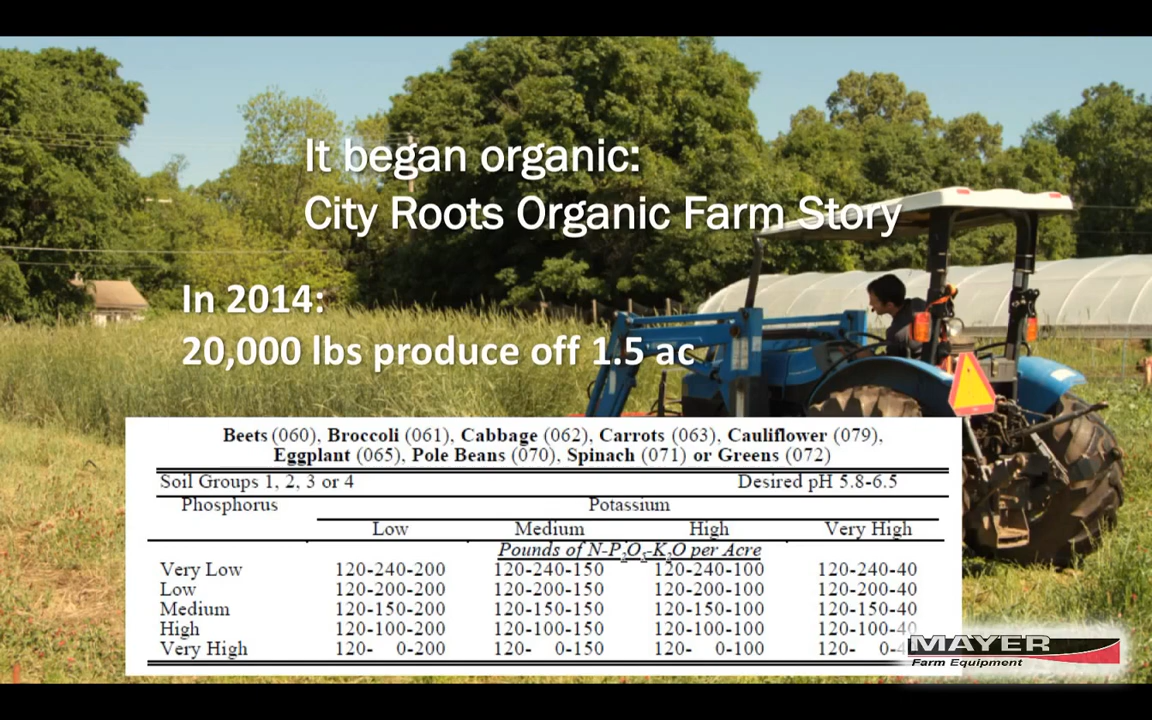 It began organic:
City Roots Organic Farm Story
In 2014:
20,000 lbs produce off 1.5 ac
Beets (060), Broccoli (061), Cabbage (062), Carrots (063), Cauliflower (079),
Eggplant (065), Pole Beans (070), Spinach (071) or Greens (072)
Soil Groups 1, 2, 3 or 4 Desired pH 5.8-6.5
Phosphorus Potassium
Low Medium High Very High
Pounds of N-P₂O₅-K₂O per Acre
Very Low 120-240-200 120-240-150 120-240-100 120-240-40
Low 120-200-200 120-200-150 120-200-100 120-200-40
Medium 120-150-200 120-150-150 120-150-100 120-150-40
High 120-100-200 120-100-150 120-100-100 120-100-40
Very High 120- 0-200 120- 0-150 120- 0-100 120- 0-4
MAYER
Farm Equipment